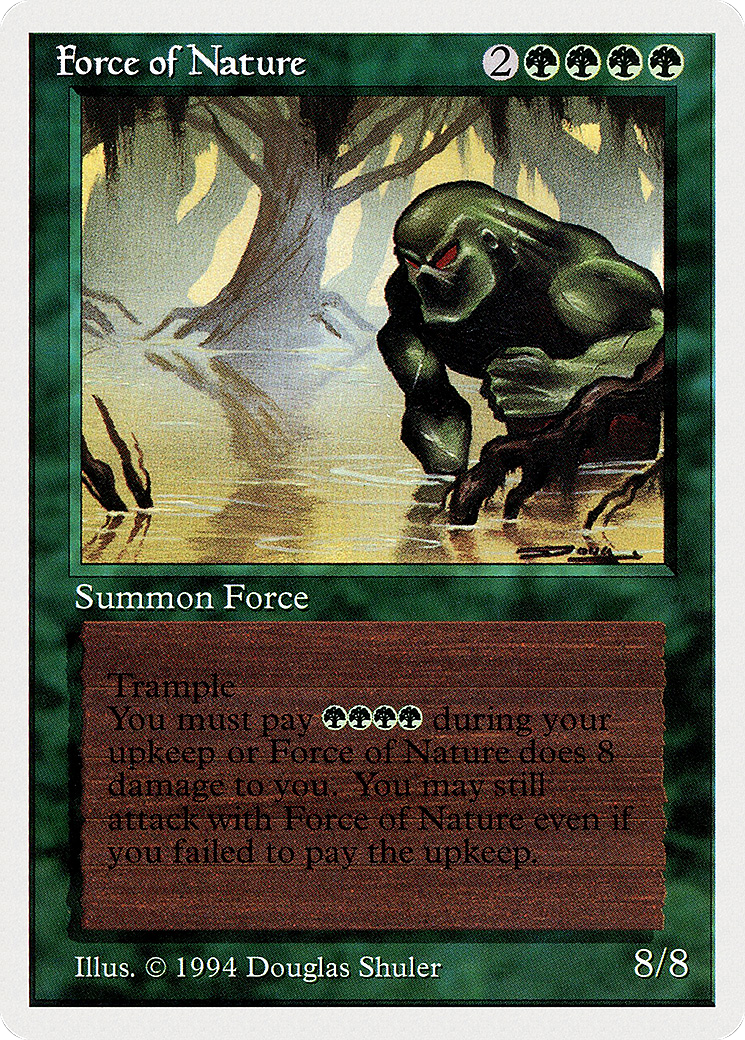 Force of Nature 2
Doug
Summon Force
Trample
You must pay during your
upkeep or Force of Nature does 8
damage to you. You may still
attack with Force of Nature even if
you failed to pay the upkeep.
Illus. © 1994 Douglas Shuler 8/8